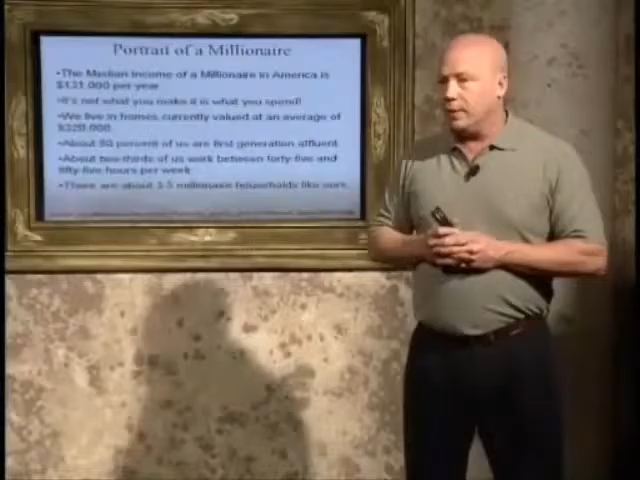 Portrait of a Millionaire
•The Median Income of a Millionaire in America is
$131,000 per year
•It's not what you make it is what you spend!
•We live in homes currently valued at an average of
$320,000
•About 80 percent of us are first generation affluent
•About two-thirds of us work between forty-five and
fifty-five hours per week
•There are about 3.5 millionaire households like ours